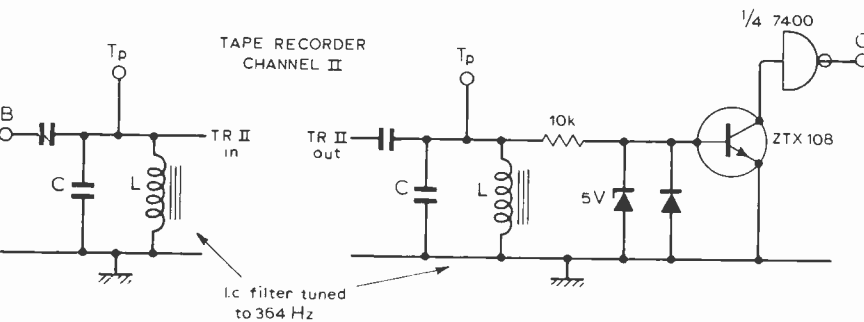 TAPE RECORDER
CHANNEL II
Tp
B
C
L
TR II
in
TR II
out
Tp
C
L
10k
5V
ZTX 108
1/4 7400
l.c filter tuned
to 364 Hz